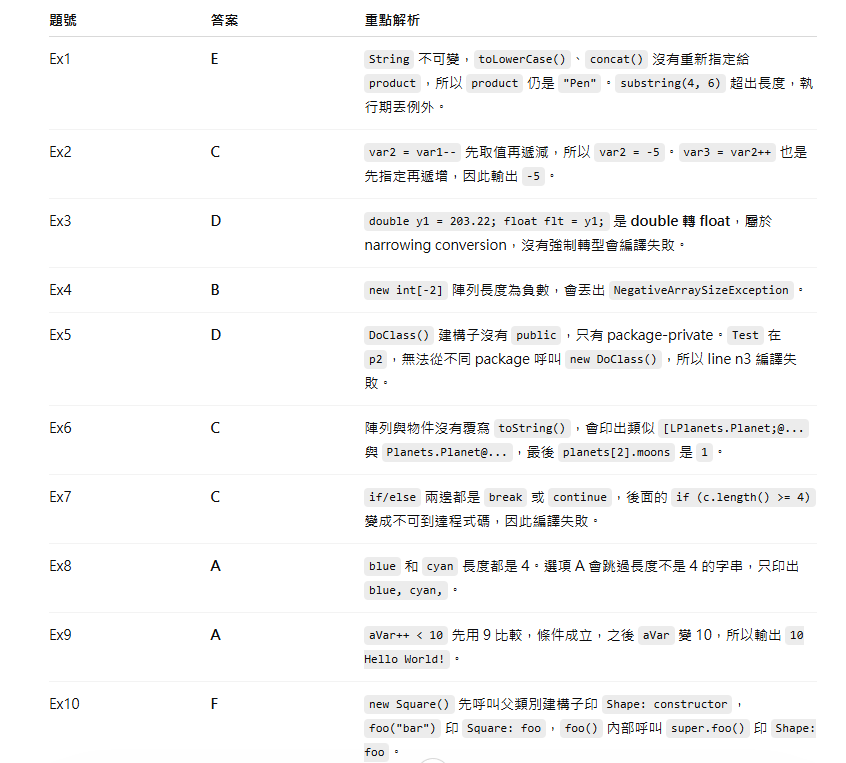 題號 答案 重點解析
Ex1 E String 不可變，toLowerCase()、concat() 沒有重新指定給
product，所以 product 仍是 "Pen"。substring(4, 6) 超出長度，執
行期丟例外。
Ex2 C var2 = var1-- 先取值再遞減，所以 var2 = -5。var3 = var2++ 也是
先指定再遞增，因此輸出 -5。
Ex3 D double y1 = 203.22; float flt = y1; 是 double 轉 float，屬於
narrowing conversion，沒有強制轉型會編譯失敗。
Ex4 B new int[-2] 陣列長度為負數，會丟出 NegativeArraySizeException。
Ex5 D DoClass() 建構子沒有 public，只有 package-private。Test 在
p2，無法從不同 package 呼叫 new DoClass()，所以 line n3 編譯失
敗。
Ex6 C 陣列與物件沒有覆寫 toString()，會印出類似 [LPlanets.Planet;@...
與 Planets.Planet@...，最後 planets[2].moons 是 1。
Ex7 C if/else 兩邊都是 break 或 continue，後面的 if (c.length() >= 4)
變成不可到達程式碼，因此編譯失敗。
Ex8 A blue 和 cyan 長度都是 4。選項 A 會跳過長度不是 4 的字串，只印出
blue, cyan,。
Ex9 A aVar++ < 10 先用 9 比較，條件成立，之後 aVar 變 10，所以輸出 10
Hello World!。
Ex10 F new Square() 先呼叫父類別建構子印 Shape: constructor，
foo("bar") 印 Square: foo，foo() 內部呼叫 super.foo() 印 Shape:
foo。